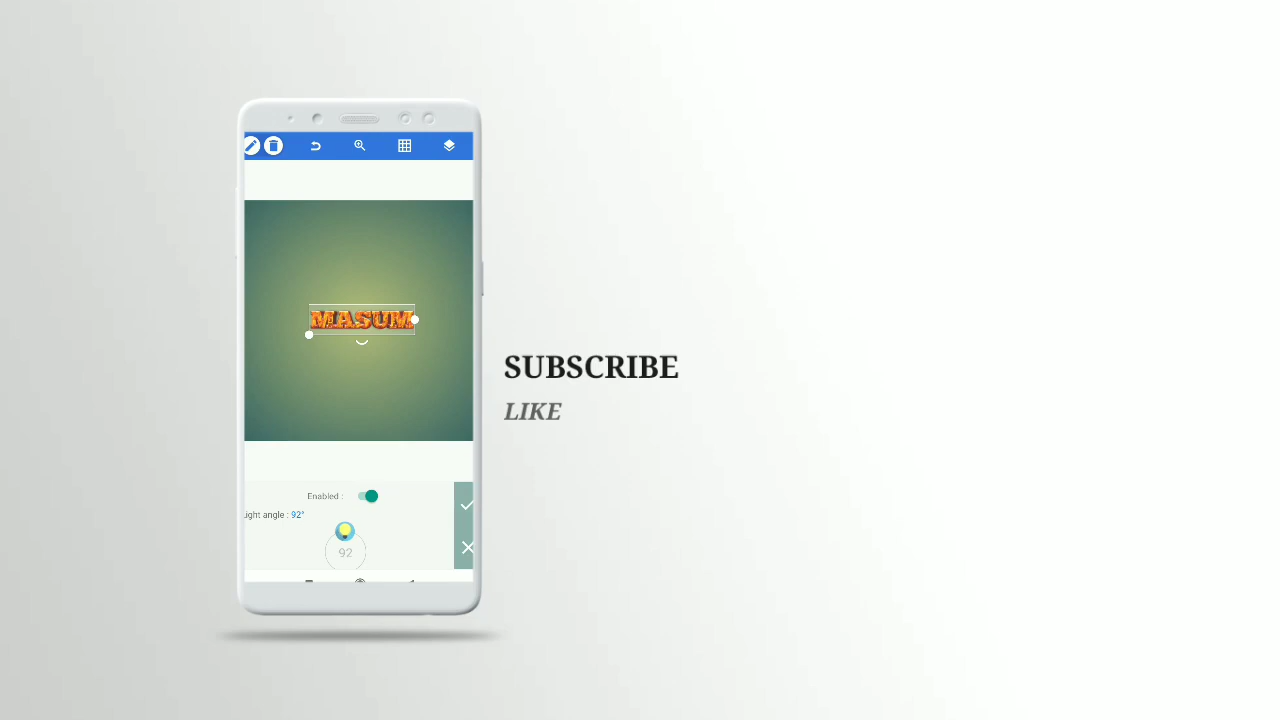 MASUM
SUBSCRIBE
LIKE
Enabled :
ight angle : 92°
92